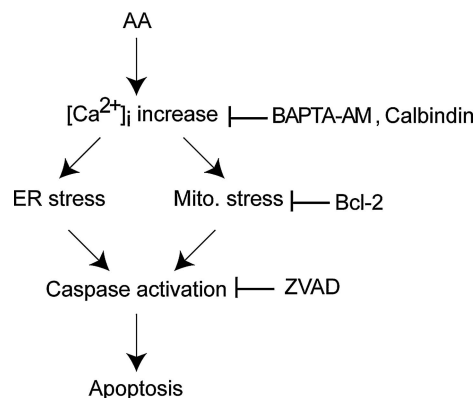 AA
[Ca2+]i increase
BAPTA-AM, Calbindin
ER stress
Mito. stress
Bcl-2
Caspase activation
ZVAD
Apoptosis